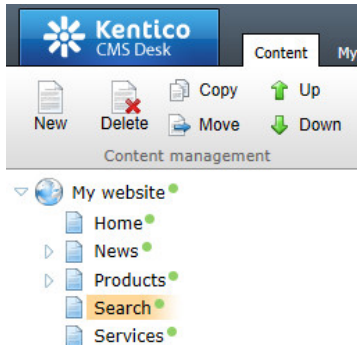 Kentico
CMS Desk
Content My
New Delete Copy Move Up Down
Content management
My website
Home
News
Products
Search
Services